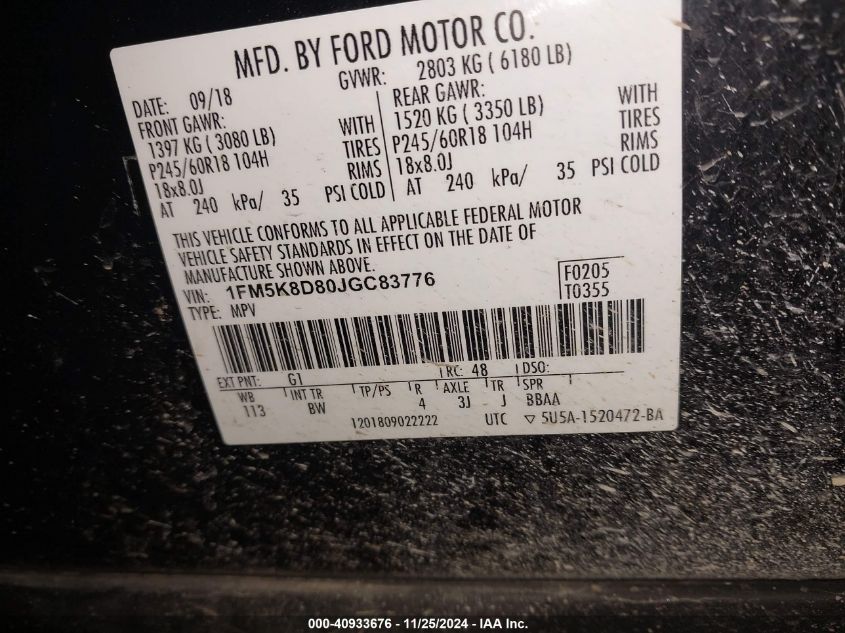 MFD. BY FORD MOTOR CO.
DATE: 09/18 GVWR: 2803 KG ( 6180 LB)
FRONT GAWR: REAR GAWR:
1397 KG ( 3080 LB) WITH 1520 KG ( 3350 LB) WITH
P245/60R18 104H TIRES P245/60R18 104H TIRES
18x8.0J RIMS 18x8.0J RIMS
AT 240 kPa/ 35 PSI COLD AT 240 kPa/ 35 PSI COLD
THIS VEHICLE CONFORMS TO ALL APPLICABLE FEDERAL MOTOR
VEHICLE SAFETY STANDARDS IN EFFECT ON THE DATE OF
MANUFACTURE SHOWN ABOVE.
VIN: 1FM5K8D80JGC83776 F0205
TYPE: MPV T0355
EXT PNT: G1 RC: 48 DSO:
WB INT TR TP/PS R AXLE TR SPR
113 BW 4 3J J BBAA
1201809022222 UTC ▽ 5U5A-1520472-BA
000-40933676 - 11/25/2024 - IAA Inc.